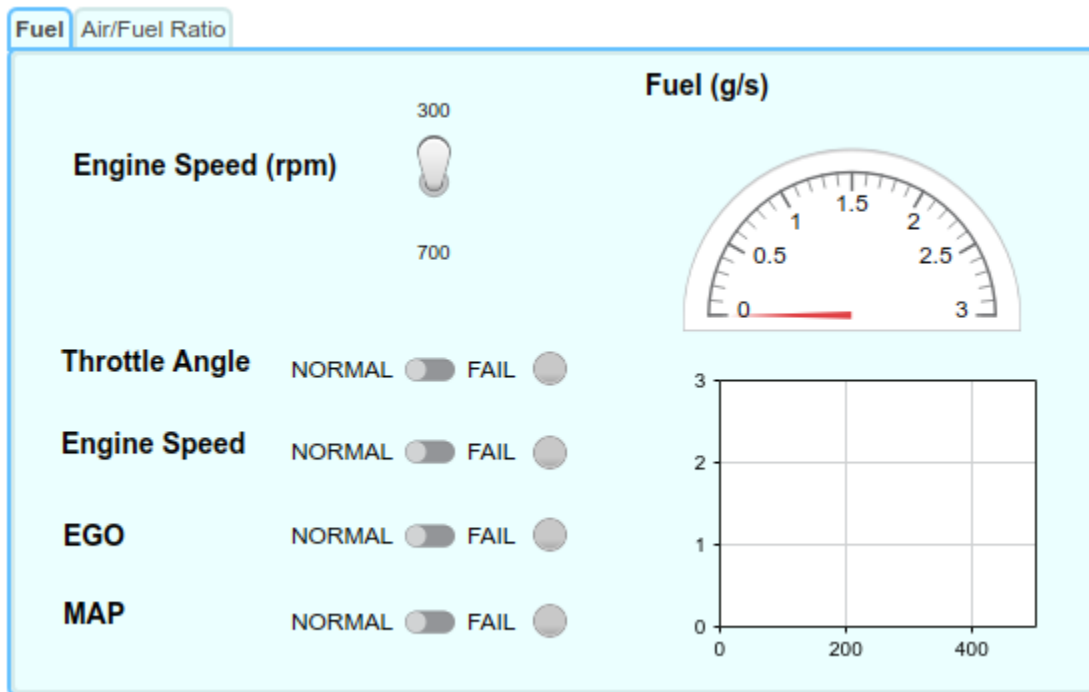 Fuel Air/Fuel Ratio
Fuel (g/s)
300
Engine Speed (rpm)
700
0 0.5 1 1.5 2 2.5 3
Throttle Angle NORMAL FAIL
Engine Speed NORMAL FAIL
EGO NORMAL FAIL
MAP NORMAL FAIL
3
2
1
0
0 200 400